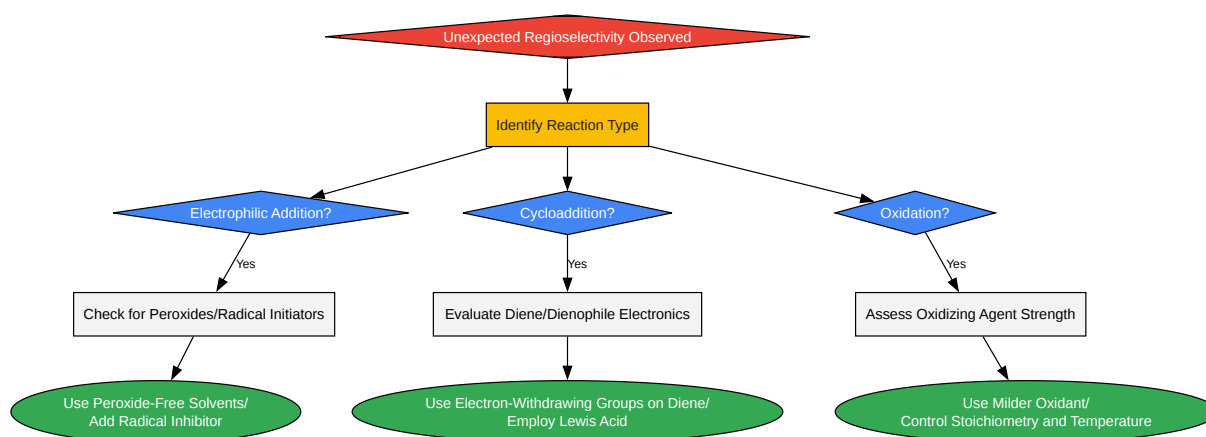 Unexpected Regioselectivity Observed
Identify Reaction Type
Electrophilic Addition?
Cycloaddition?
Oxidation?
Yes
Yes
Yes
Check for Peroxides/Radical Initiators
Evaluate Diene/Dienophile Electronics
Assess Oxidizing Agent Strength
Use Peroxide-Free Solvents/
Add Radical Inhibitor
Use Electron-Withdrawing Groups on Diene/
Employ Lewis Acid
Use Milder Oxidant/
Control Stoichiometry and Temperature